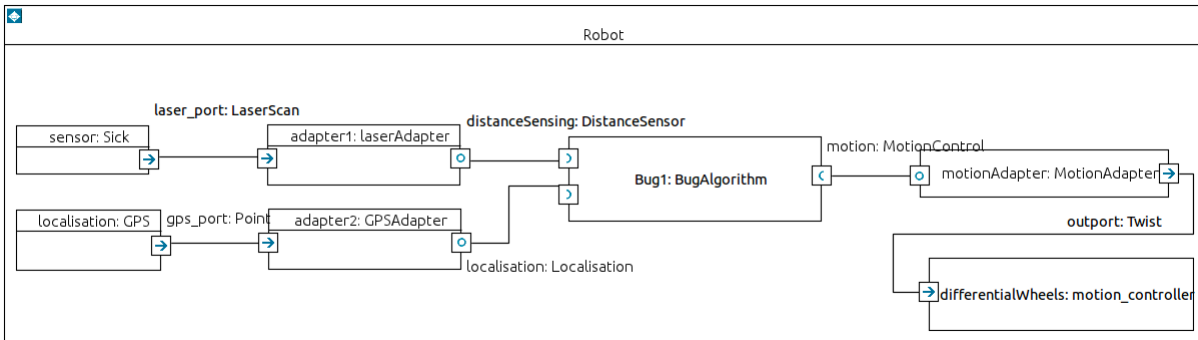 Robot
laser_port: LaserScan
sensor: Sick
adapter1: laserAdapter
distanceSensing: DistanceSensor
Bug1: BugAlgorithm
motion: MotionControl
motionAdapter: MotionAdapter
localisation: GPS
gps_port: Point
adapter2: GPSAdapter
localisation: Localisation
outport: Twist
differentialWheels: motion_controller